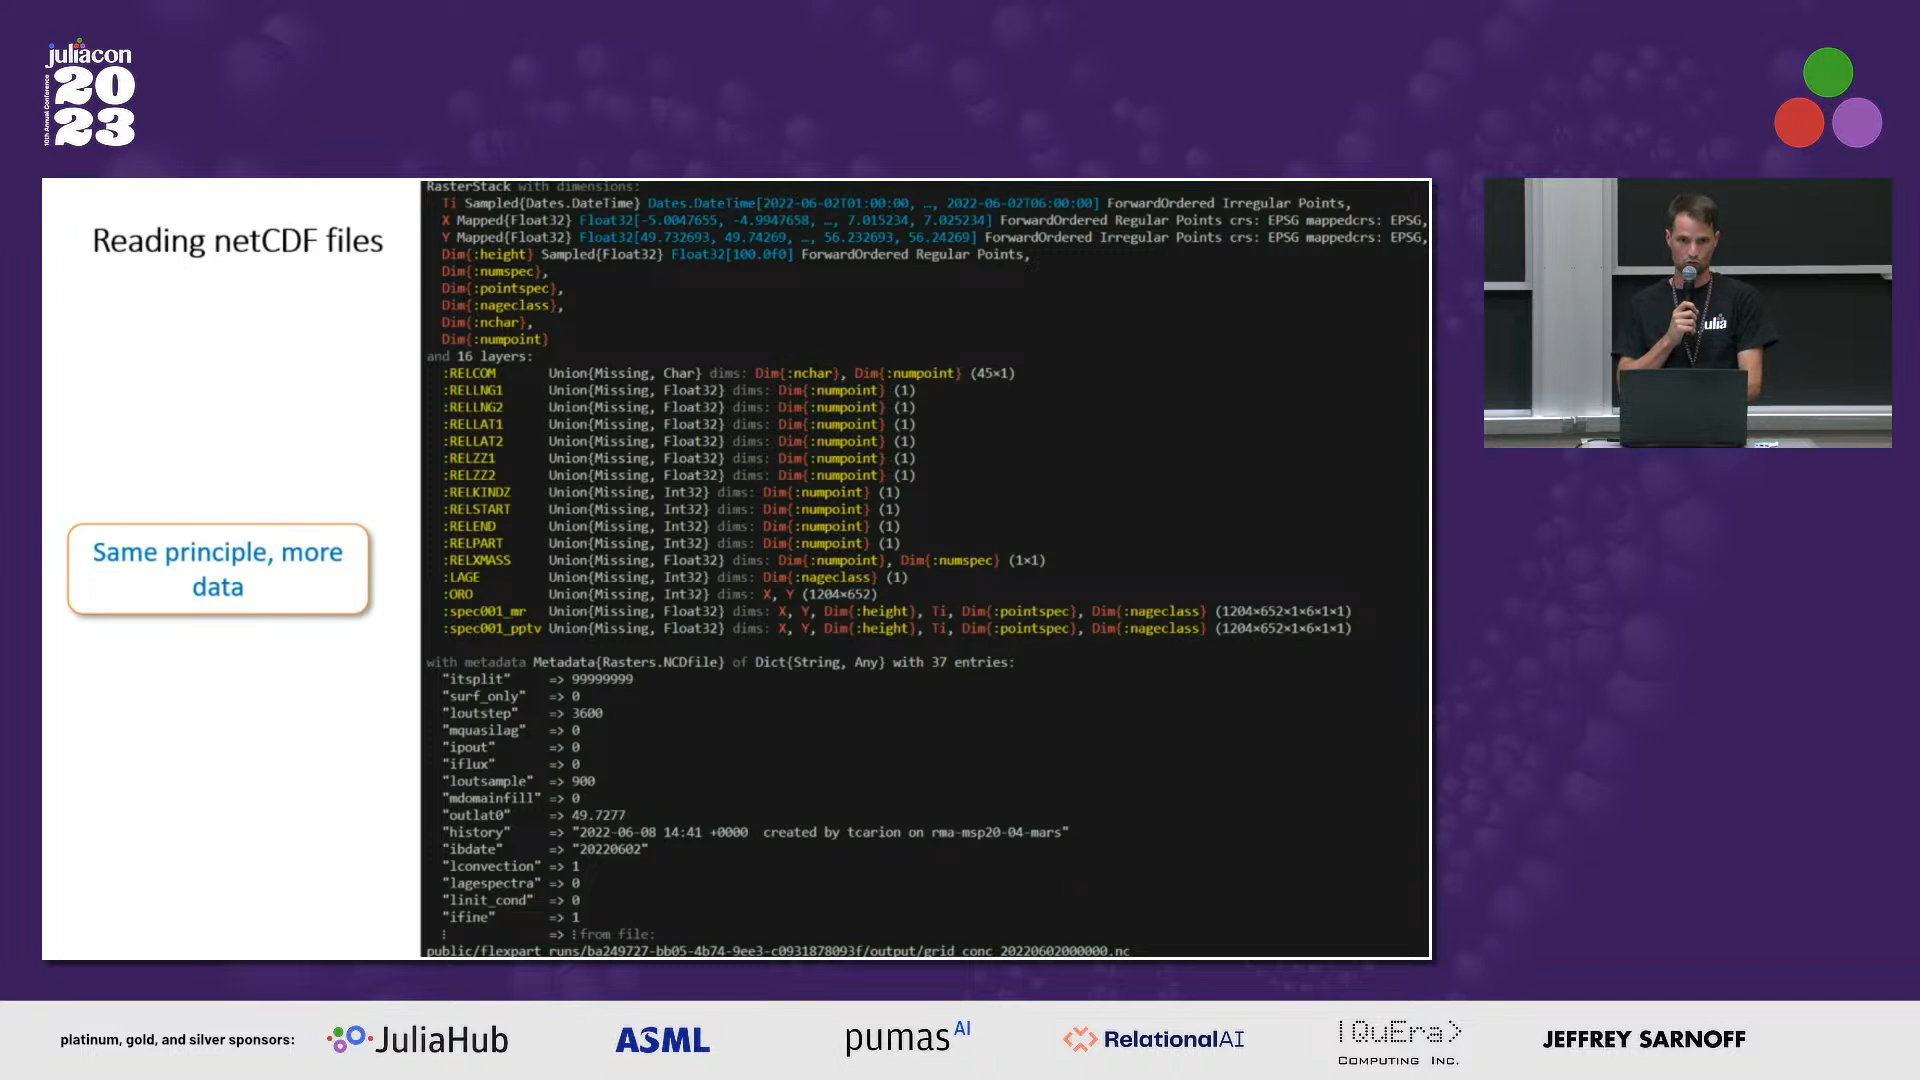 juliacon
10th Annual Conference
20
23
Reading netCDF files
Same principle, more
data
RasterStack with dimensions:
Ti Sampled{Dates.DateTime} Dates.DateTime[2022-06-02T01:00:00, …, 2022-06-02T06:00:00] ForwardOrdered Irregular Points,
X Mapped{Float32} Float32[-5.0047655, -4.9947658, …, 7.015234, 7.025234] ForwardOrdered Regular Points crs: EPSG mappedcrs: EPSG,
Y Mapped{Float32} Float32[49.732693, 49.74269, …, 56.232693, 56.24269] ForwardOrdered Irregular Points crs: EPSG mappedcrs: EPSG,
Dim{:height} Sampled{Float32} Float32[100.0f0] ForwardOrdered Regular Points,
Dim{:numspec},
Dim{:pointspec},
Dim{:nageclass},
Dim{:nchar},
Dim{:numpoint}
and 16 layers:
:RELCOM Union{Missing, Char} dims: Dim{:nchar}, Dim{:numpoint} (45×1)
:RELLNG1 Union{Missing, Float32} dims: Dim{:numpoint} (1)
:RELLNG2 Union{Missing, Float32} dims: Dim{:numpoint} (1)
:RELLAT1 Union{Missing, Float32} dims: Dim{:numpoint} (1)
:RELLAT2 Union{Missing, Float32} dims: Dim{:numpoint} (1)
:RELZZ1 Union{Missing, Float32} dims: Dim{:numpoint} (1)
:RELZZ2 Union{Missing, Float32} dims: Dim{:numpoint} (1)
:RELKINDZ Union{Missing, Int32} dims: Dim{:numpoint} (1)
:RELSTART Union{Missing, Int32} dims: Dim{:numpoint} (1)
:RELEND Union{Missing, Int32} dims: Dim{:numpoint} (1)
:RELPART Union{Missing, Int32} dims: Dim{:numpoint} (1)
:RELXMASS Union{Missing, Float32} dims: Dim{:numpoint}, Dim{:numspec} (1×1)
:LAGE Union{Missing, Int32} dims: Dim{:nageclass} (1)
:ORO Union{Missing, Int32} dims: X, Y (1204×652)
:spec001_mr Union{Missing, Float32} dims: X, Y, Dim{:height}, Ti, Dim{:pointspec}, Dim{:nageclass} (1204×652×1×6×1×1)
:spec001_pptv Union{Missing, Float32} dims: X, Y, Dim{:height}, Ti, Dim{:pointspec}, Dim{:nageclass} (1204×652×1×6×1×1)
with metadata Metadata{Rasters.NCDfile} of Dict{String, Any} with 37 entries:
"itsplit" => 99999999
"surf_only" => 0
"loutstep" => 3600
"mquasilag" => 0
"ipout" => 0
"iflux" => 0
"loutsample" => 900
"mdomainfill" => 0
"outlat0" => 49.7277
"history" => "2022-06-08 14:41 +0000 created by tcarion on rma-msp20-04-mars"
"ibdate" => "20220602"
"lconvection" => 1
"lagespectra" => 0
"linit_cond" => 0
"ifine" => 1
⋮ => ⋮from file:
public/flexpart_runs/ba249727-bb05-4b74-9ee3-c0931878093f/output/grid_conc_20220602000000.nc
julia
platinum, gold, and silver sponsors:
JuliaHub
ASML
pumasAI
RelationalAI
|QuEra>
COMPUTING INC.
JEFFREY SARNOFF